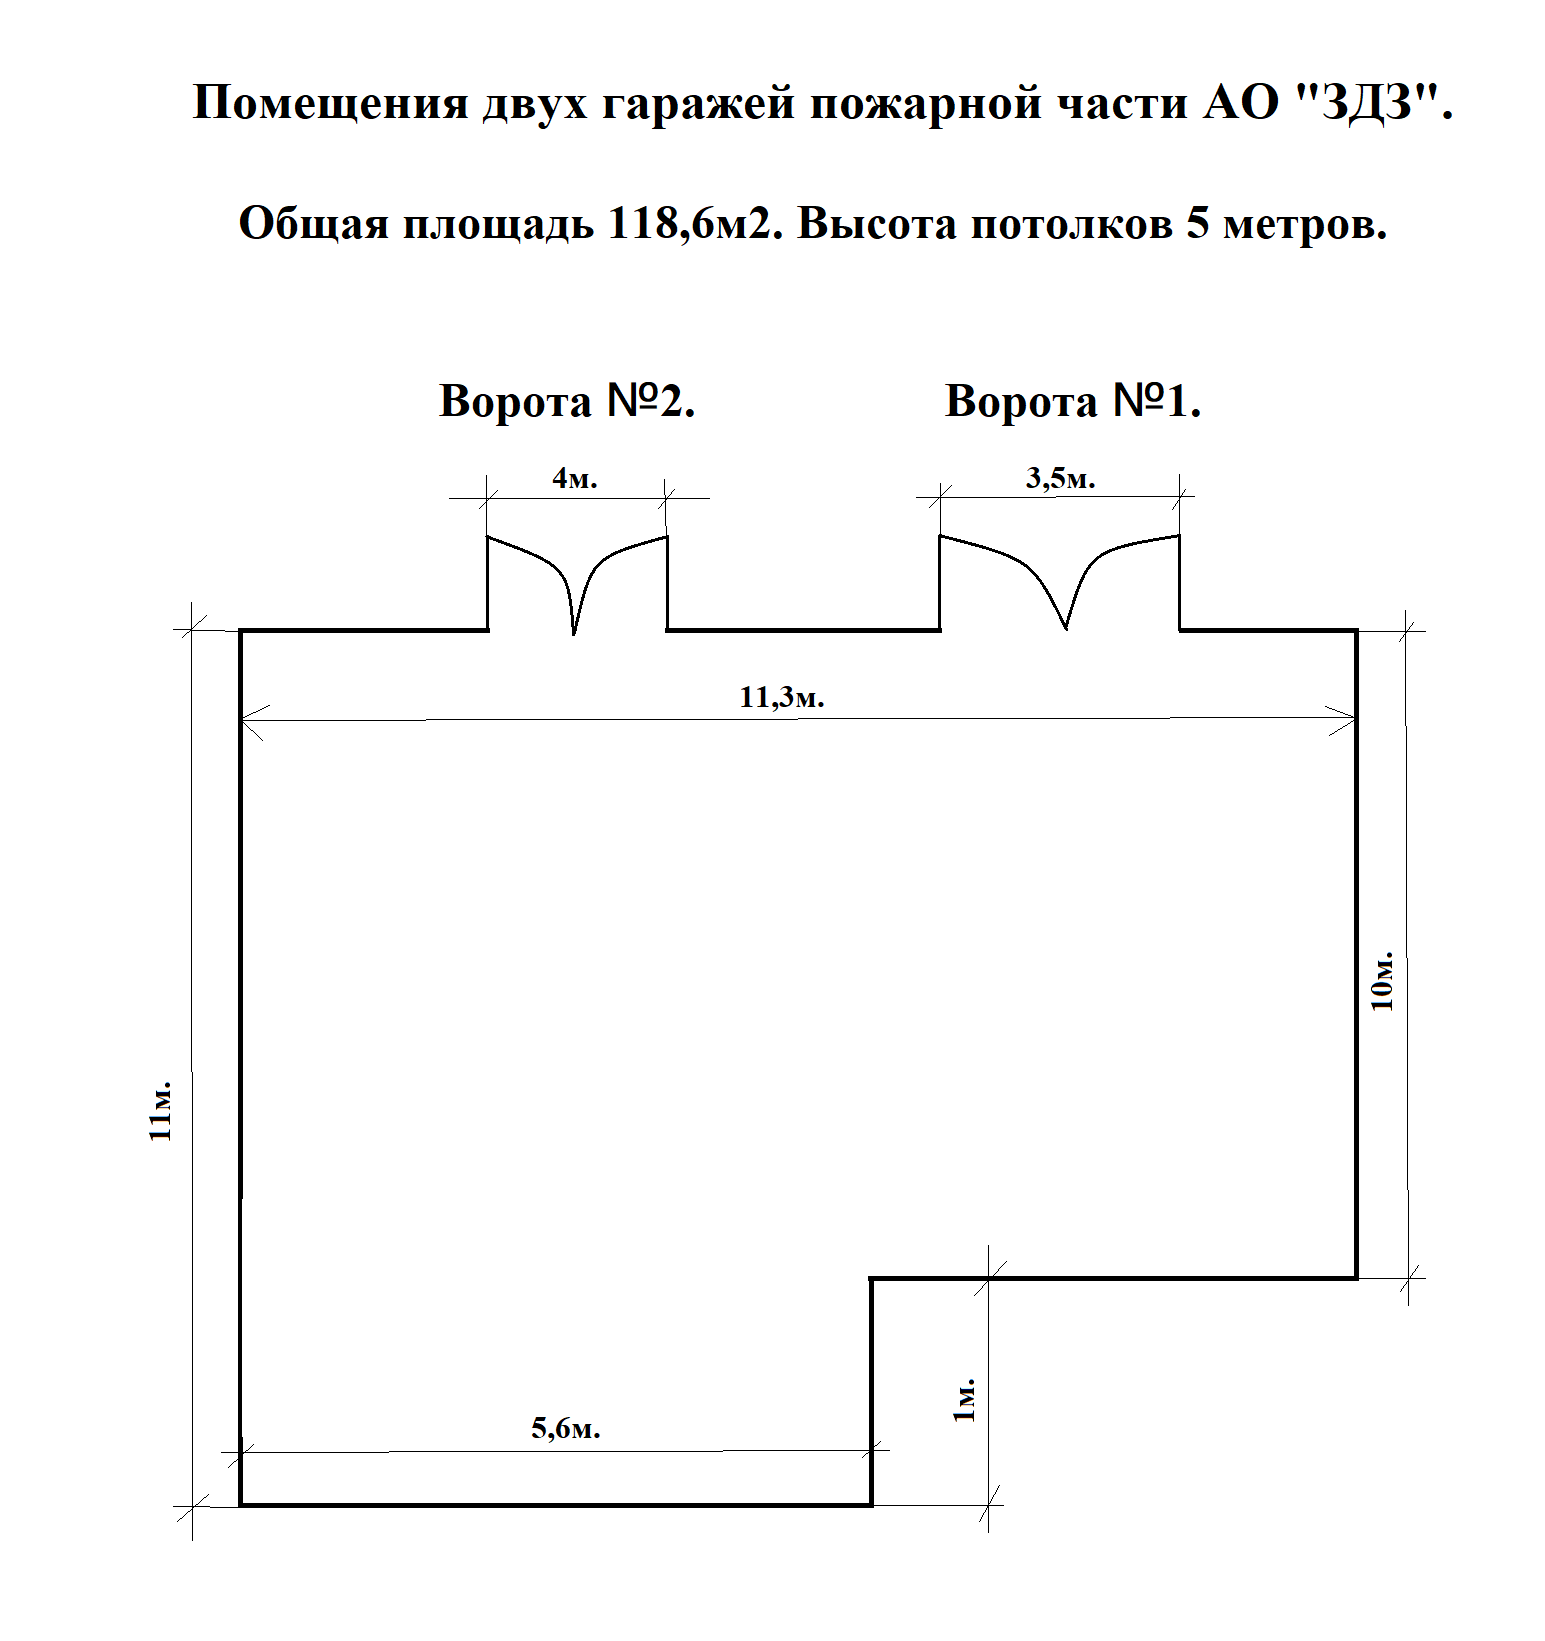 Помещения двух гаражей пожарной части АО "ЗДЗ".
Общая площадь 118,6м2. Высота потолков 5 метров.
Ворота №2.
Ворота №1.
4м.
3,5м.
11,3м.
10м.
11м.
1м.
5,6м.